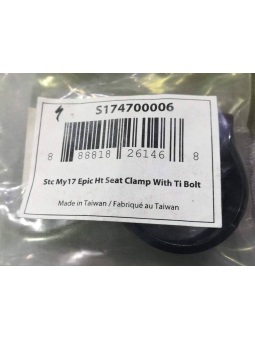 S174700006
8 88818 26146 8
Stc My17 Epic Ht Seat Clamp With Ti Bolt
Made in Taiwan / Fabriqué au Taiwan